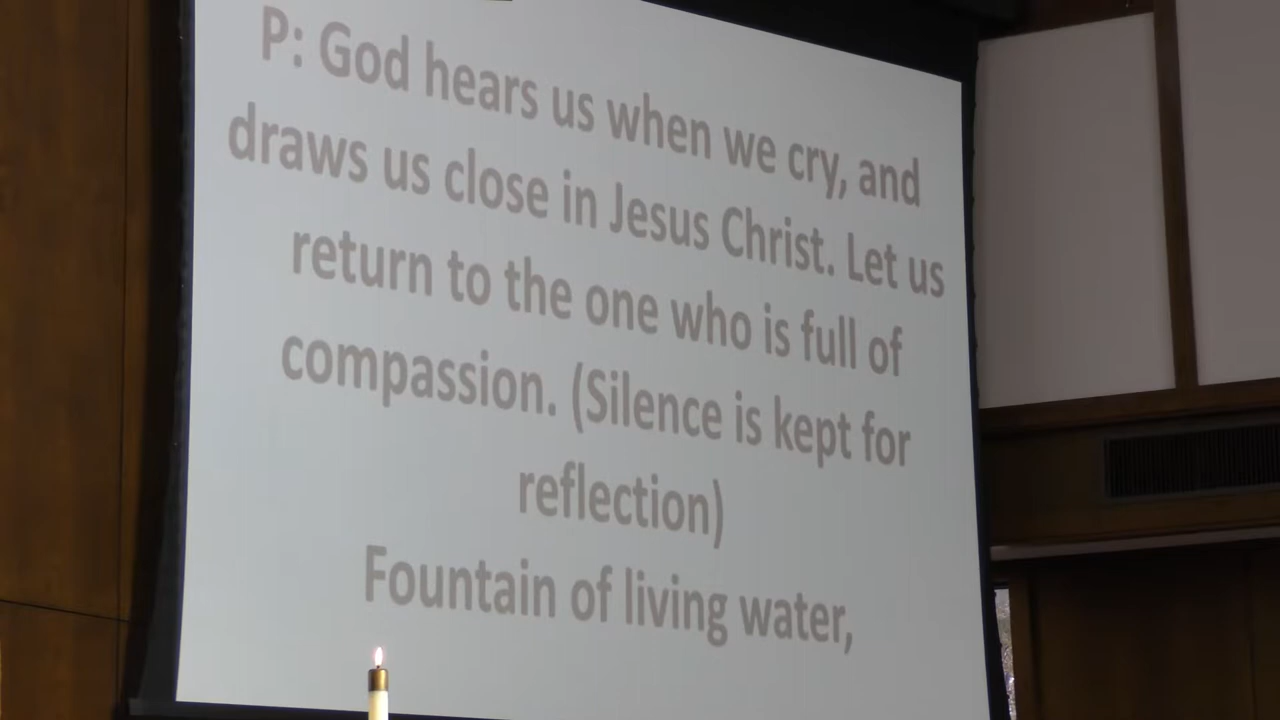 P: God hears us when we cry, and
draws us close in Jesus Christ. Let us
return to the one who is full of
compassion. (Silence is kept for
reflection)
Fountain of living water,